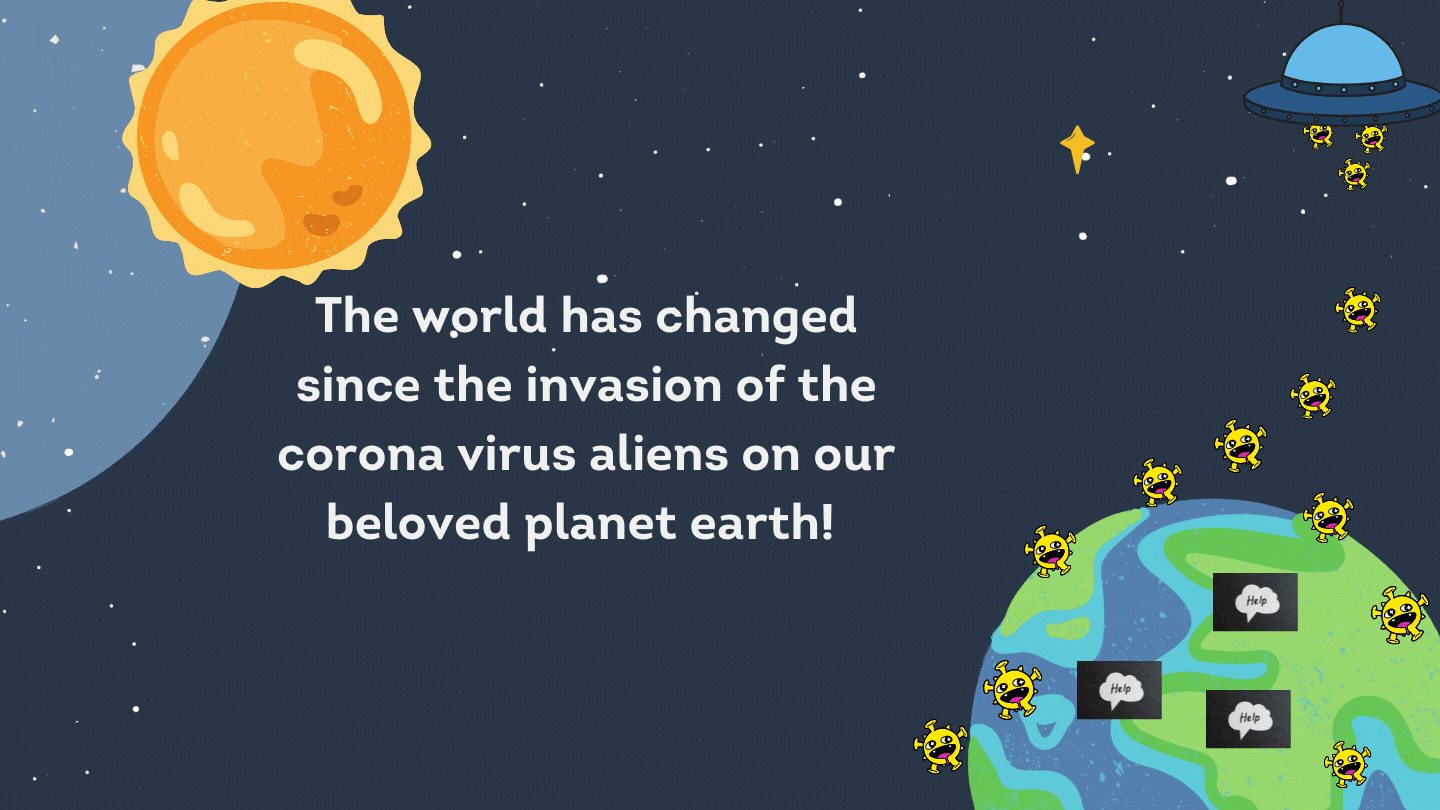 The world has changed
since the invasion of the
corona virus aliens on our
beloved planet earth!
Help
Help
Help